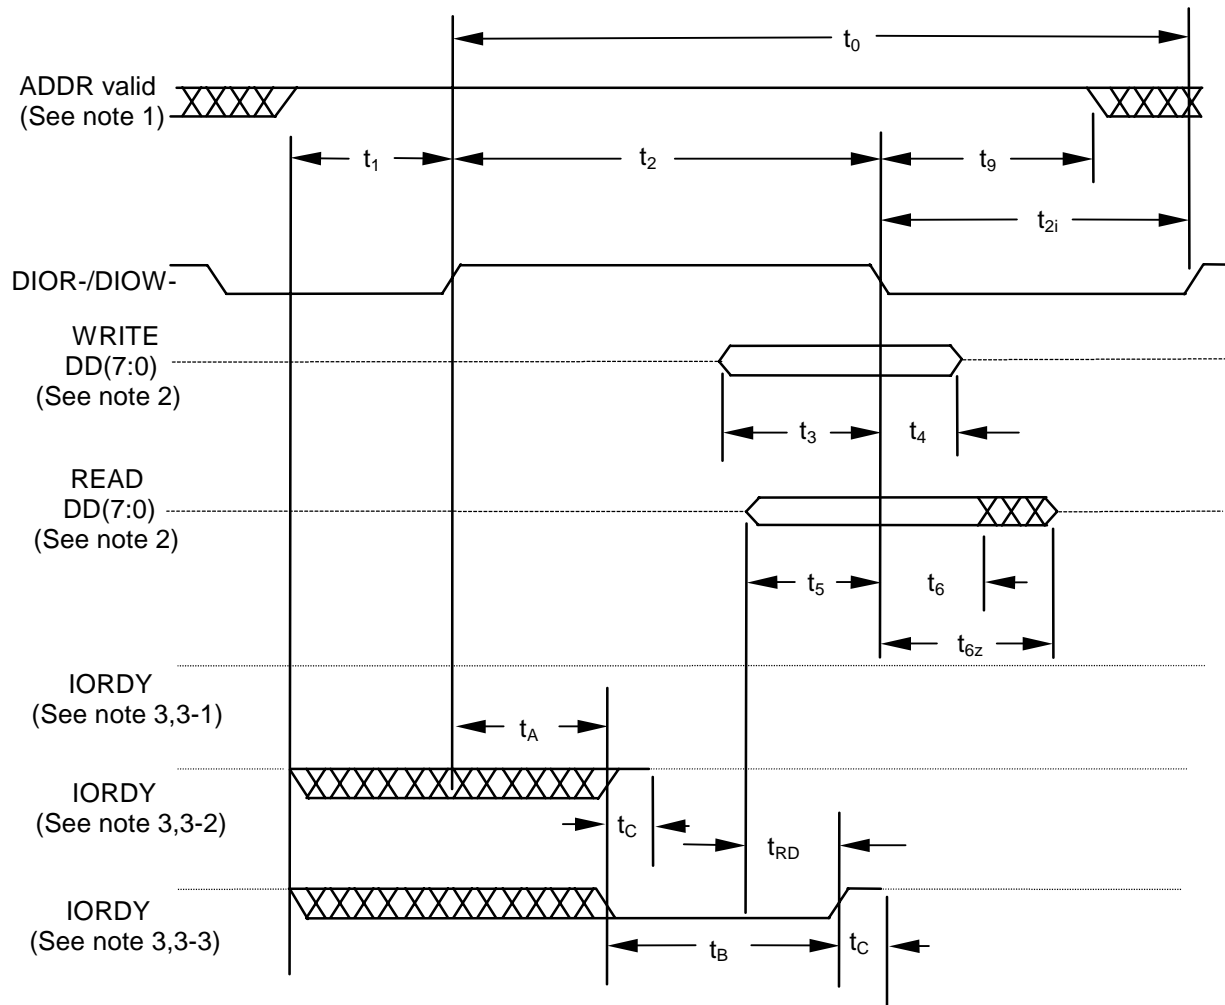 t0
ADDR valid
(See note 1)
t1
t2
t9
t2i
DIOR-/DIOW-
WRITE
DD(7:0)
(See note 2)
t3
t4
READ
DD(7:0)
(See note 2)
t5
t6
t6z
IORDY
(See note 3,3-1)
tA
IORDY
(See note 3,3-2)
tC
tRD
IORDY
(See note 3,3-3)
tB
tC